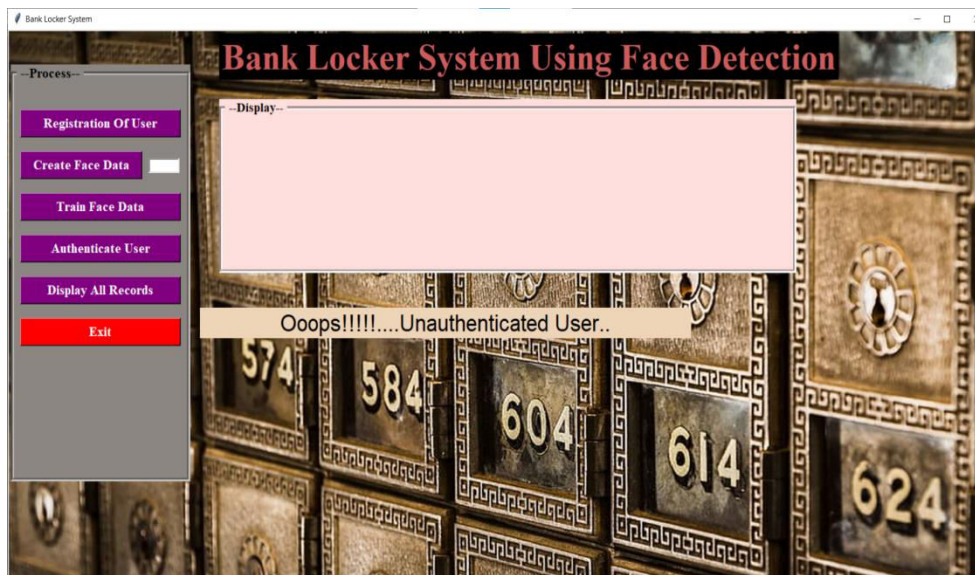 Bank Locker System
Bank Locker System Using Face Detection
--Process--
--Display--
Registration Of User
Create Face Data
Train Face Data
Authenticate User
Display All Records
Exit
Ooops!!!!!....Unauthenticated User..
574
584
604
614
624